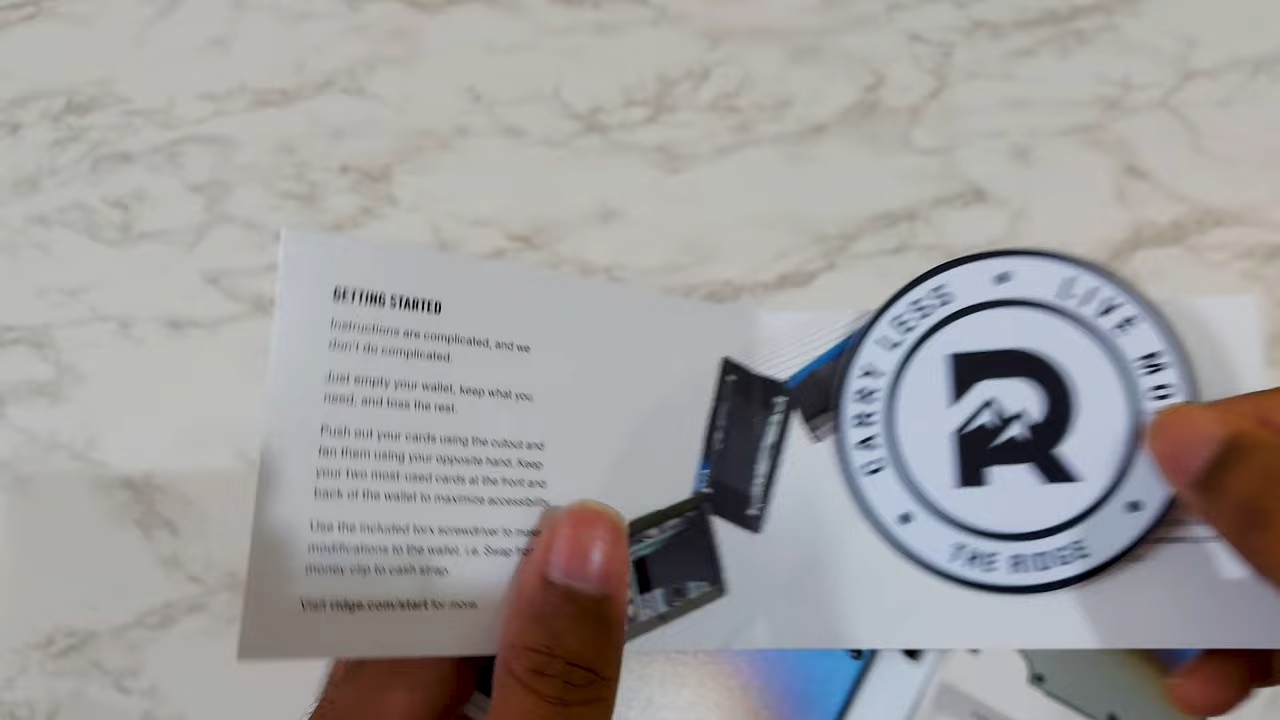 GETTING STARTED
Instructions are complicated, and we
don't do complicated.
Just empty your wallet, keep what you
need, and toss the rest.
Push out your cards using the cutout and
fan them using your opposite hand. Keep
your two most-used cards at the front and
back of the wallet to maximize accessibility
Use the included torx screwdriver to
modifications to the wallet, i.e. Swap
money clip to cash strap.
Visit ridge.com/start for more.
CARRY LESS • LIVE
THE RIDGE